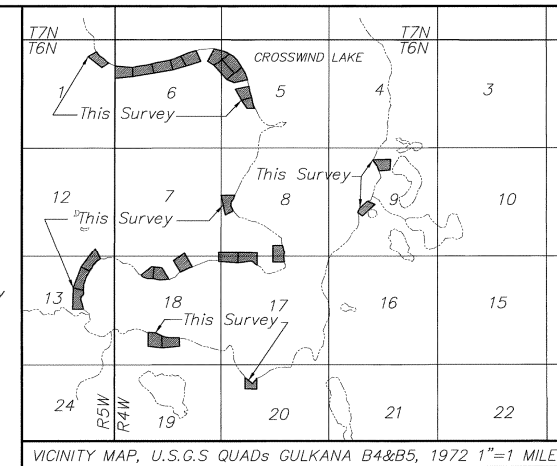 T7N
T6N
CROSSWIND LAKE
T7N
T6N
1
6
5
4
3
This Survey
This Survey
12
7
8
9
10
This Survey
13
18
17
16
15
This Survey
24
R5W
R4W
19
20
21
22
VICINITY MAP, U.S.G.S QUADs GULKANA B4&B5, 1972 1"=1 MILE